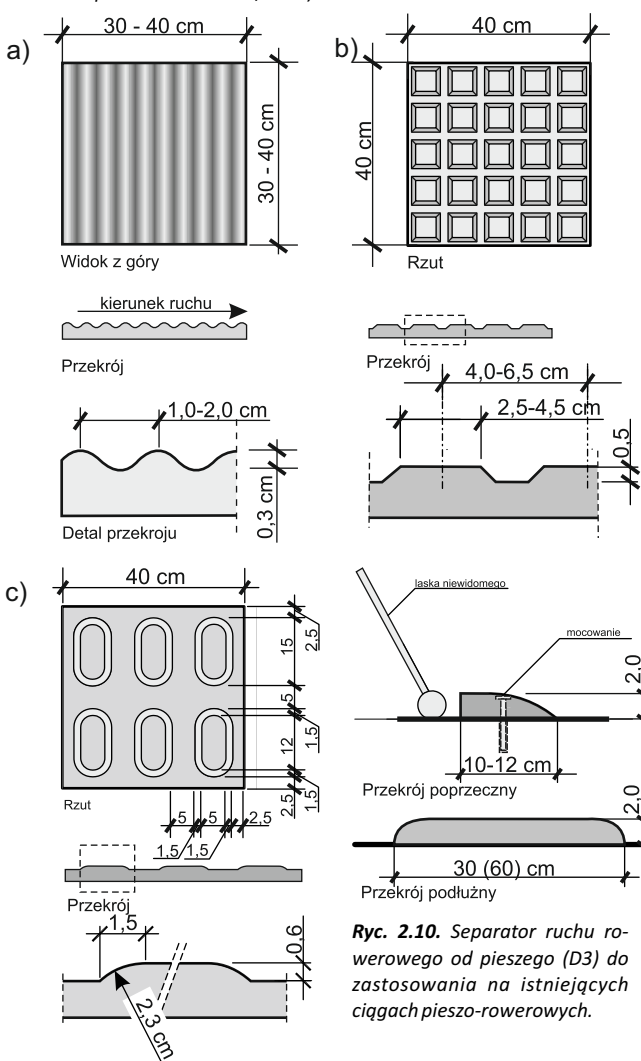 a)
30 - 40 cm
30 - 40 cm
Widok z góry
kierunek ruchu
Przekrój
1,0-2,0 cm
0,3 cm
Detal przekroju
b)
40 cm
40 cm
Rzut
Przekrój
4,0-6,5 cm
2,5-4,5 cm
0,5
c)
40 cm
15
2,5
5
12
1,5
2,5
1,5
Rzut
5
5
2,5
1,5
1,5
Przekrój
1,5
0,6
2,3 cm
laska niewidomego
mocowanie
2,0
10-12 cm
Przekrój poprzeczny
2,0
30 (60) cm
Przekrój podłużny
Ryc. 2.10. Separator ruchu ro-
werowego od pieszego (D3) do
zastosowania na istniejących
ciągach pieszo-rowerowych.